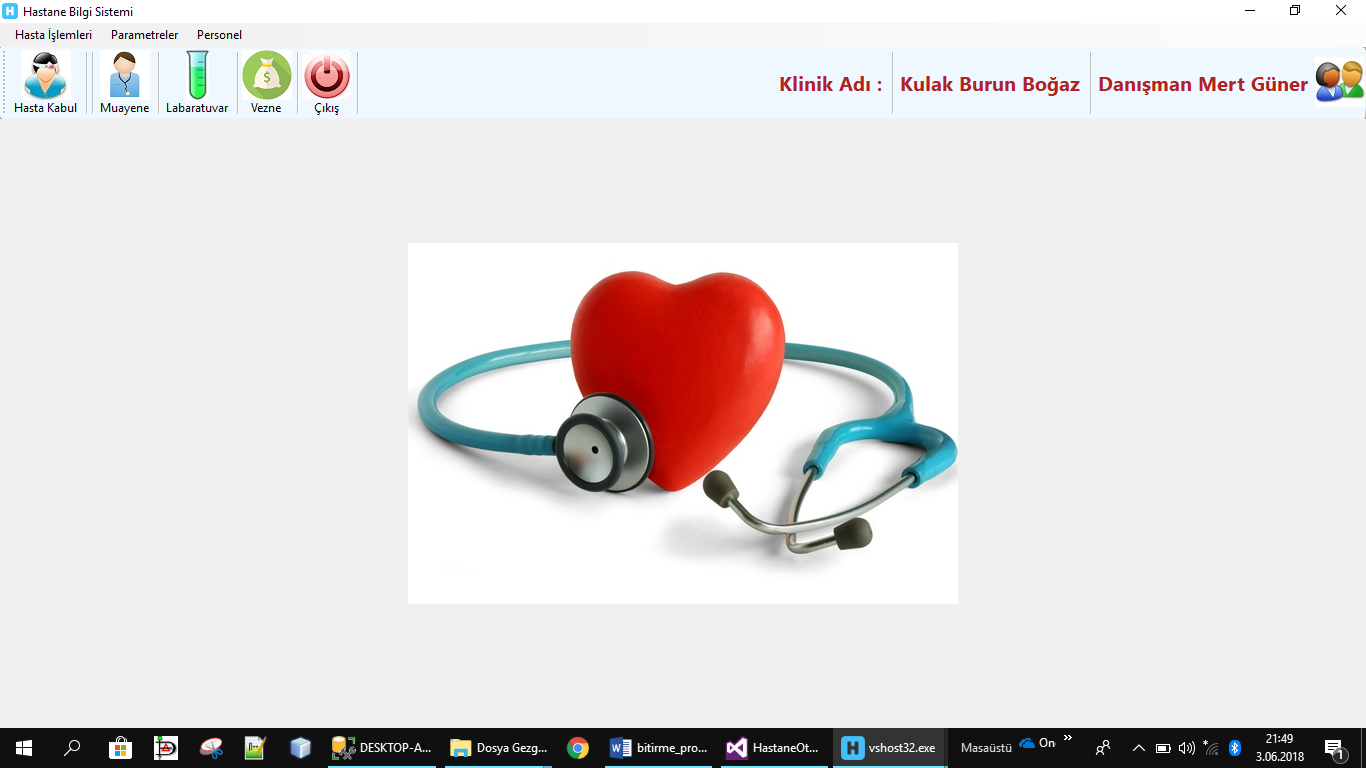 Hastane Bilgi Sistemi
Hasta İşlemleri Parametreler Personel
Hasta Kabul Muayene Labaratuvar Vezne Çıkış
Klinik Adı : Kulak Burun Boğaz Danışman Mert Güner
DESKTOP-A... Dosya Gezg... bitirme_pro... HastaneOt... vshost32.exe Masaüstü On
21:49
3.06.2018
1